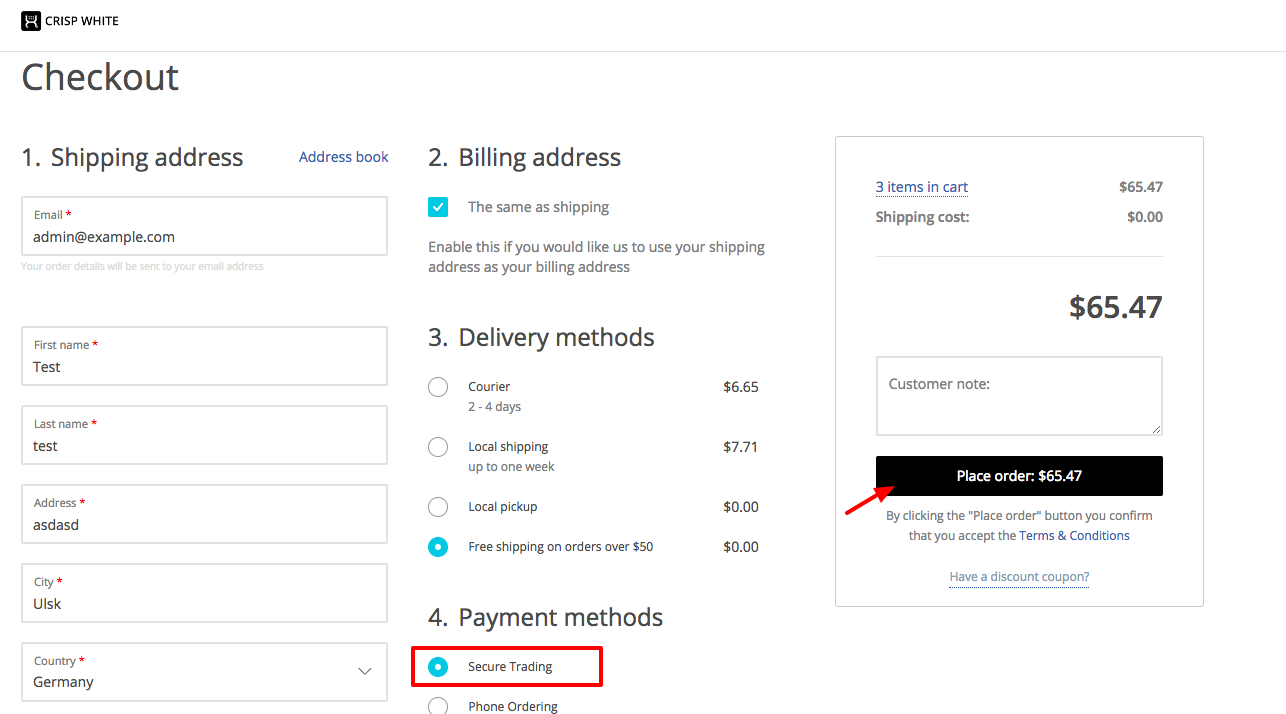 CRISP WHITE
Checkout
1. Shipping address
Address book
Email *
admin@example.com
Your order details will be sent to your email address
First name *
Test
Last name *
test
Address *
asdasd
City *
Ulsk
Country *
Germany
2. Billing address
The same as shipping
Enable this if you would like us to use your shipping
address as your billing address
3. Delivery methods
Courier $6.65
2 - 4 days
Local shipping $7.71
up to one week
Local pickup $0.00
Free shipping on orders over $50 $0.00
4. Payment methods
Secure Trading
Phone Ordering
3 items in cart $65.47
Shipping cost: $0.00
$65.47
Customer note:
Place order: $65.47
By clicking the "Place order" button you confirm
that you accept the Terms & Conditions
Have a discount coupon?